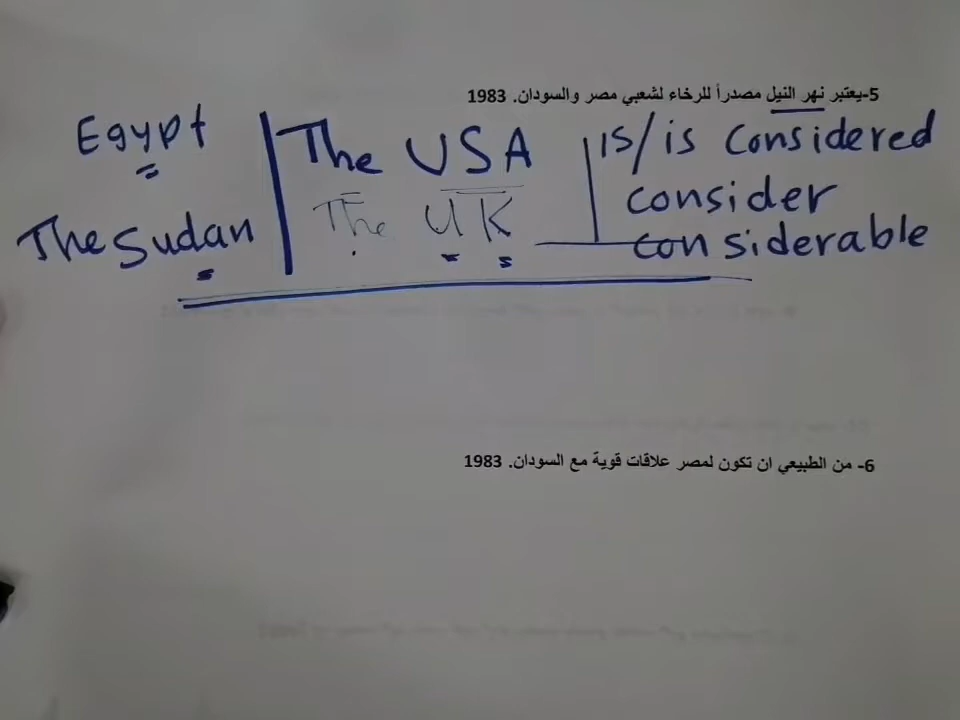 5-يعتبر نهر النيل مصدرأ للرخاء لشعبي مصر والسودان. 1983
Egypt
The Sudan
The USA
The UK
is/is considered
consider
considerable
6- من الطبيعي ان تكون لمصر علاقات قوية مع السودان. 1983